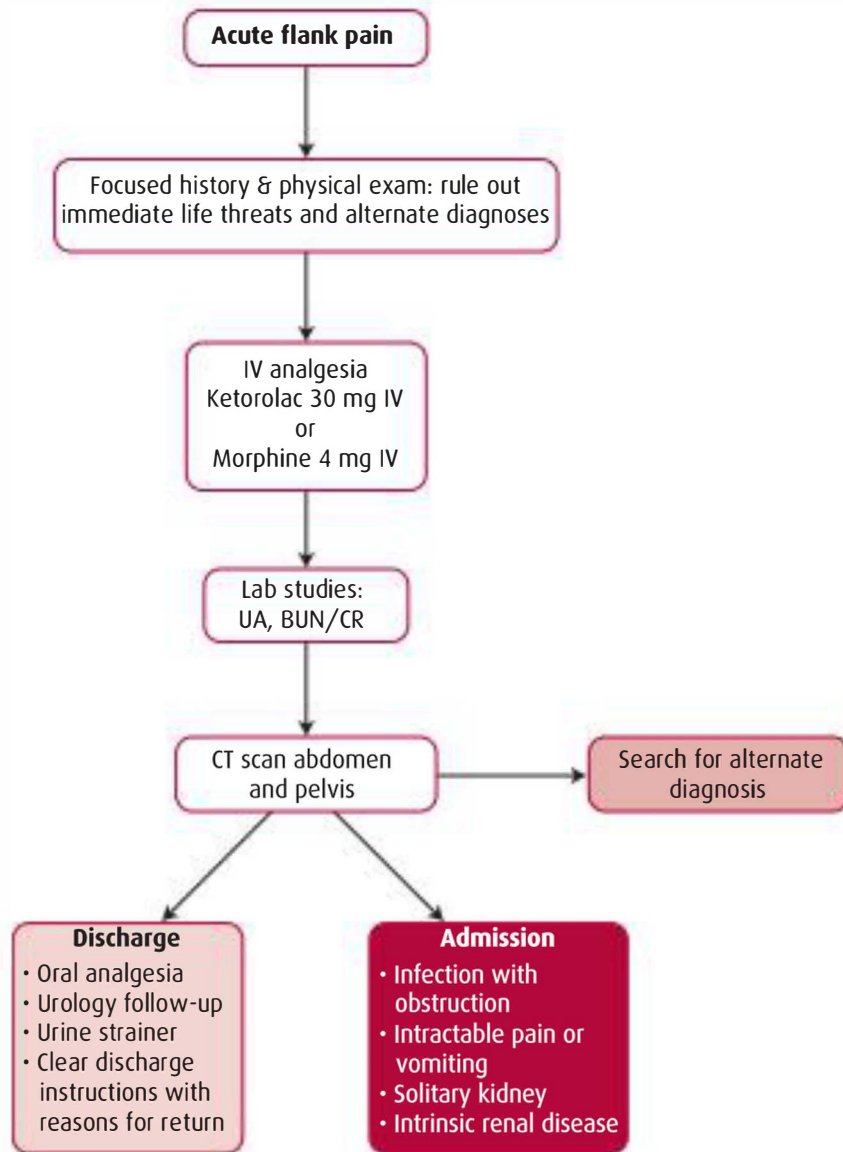 Acute flank pain
Focused history & physical exam: rule out
immediate life threats and alternate diagnoses
IV analgesia
Ketorolac 30 mg IV
or
Morphine 4 mg IV
Lab studies:
UA, BUN/CR
CT scan abdomen
and pelvis
Search for alternate
diagnosis
Discharge
• Oral analgesia
• Urology follow-up
• Urine strainer
• Clear discharge
instructions with
reasons for return
Admission
• Infection with
obstruction
• Intractable pain or
vomiting
• Solitary kidney
• Intrinsic renal disease